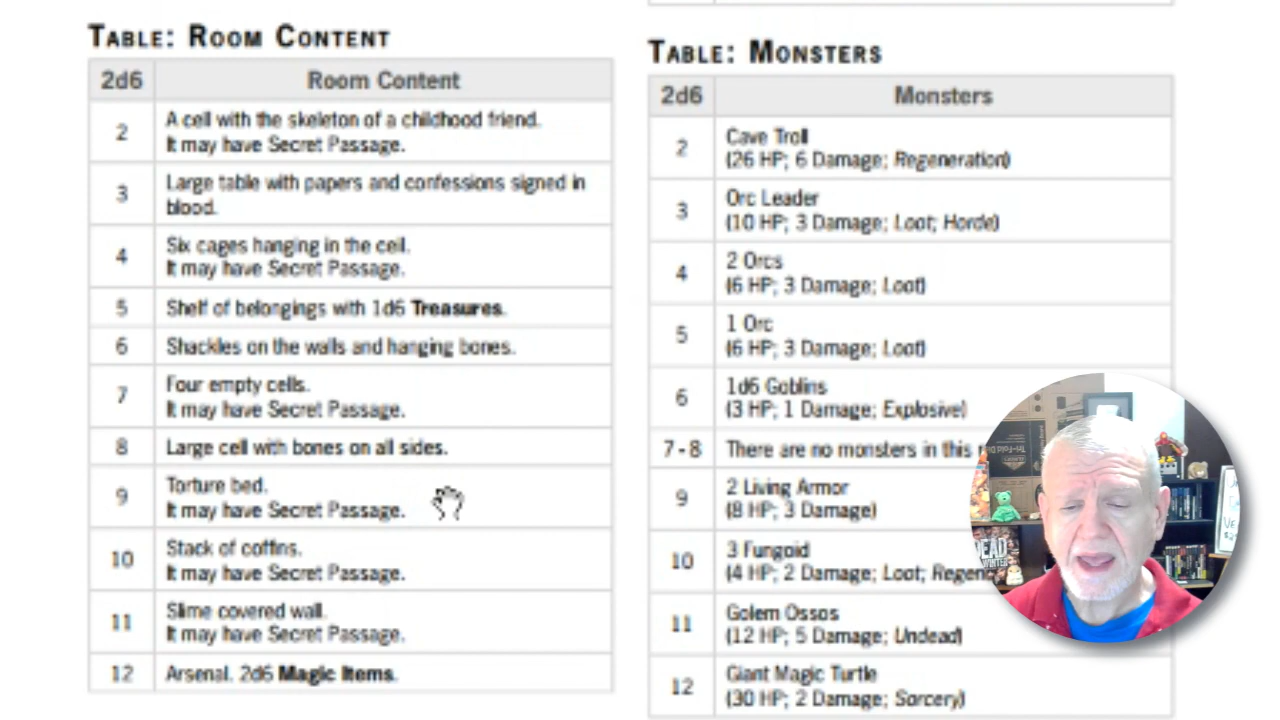 TABLE: ROOM CONTENT
2d6 Room Content
2 A cell with the skeleton of a childhood friend.
It may have Secret Passage.
3 Large table with papers and confessions signed in
blood.
4 Six cages hanging in the cell.
It may have Secret Passage.
5 Shelf of belongings with 1d6 Treasures.
6 Shackles on the walls and hanging bones.
7 Four empty cells.
It may have Secret Passage.
8 Large cell with bones on all sides.
9 Torture bed.
It may have Secret Passage.
10 Stack of coffins.
It may have Secret Passage.
11 Slime covered wall.
It may have Secret Passage.
12 Arsenal. 2d6 Magic Items.
TABLE: MONSTERS
2d6 Monsters
2 Cave Troll
(26 HP; 6 Damage; Regeneration)
3 Orc Leader
(10 HP; 3 Damage; Loot; Horde)
4 2 Orcs
(6 HP; 3 Damage; Loot)
5 1 Orc
(6 HP; 3 Damage; Loot)
6 1d6 Goblins
(3 HP; 1 Damage; Explosive)
7 - 8 There are no monsters in this
9 2 Living Armor
(8 HP; 3 Damage)
10 3 Fungoid
(4 HP; 2 Damage; Loot; Regen
11 Golem Ossos
(12 HP; 5 Damage; Undead)
12 Giant Magic Turtle
(30 HP; 2 Damage; Sorcery)
DEAD
WINTER